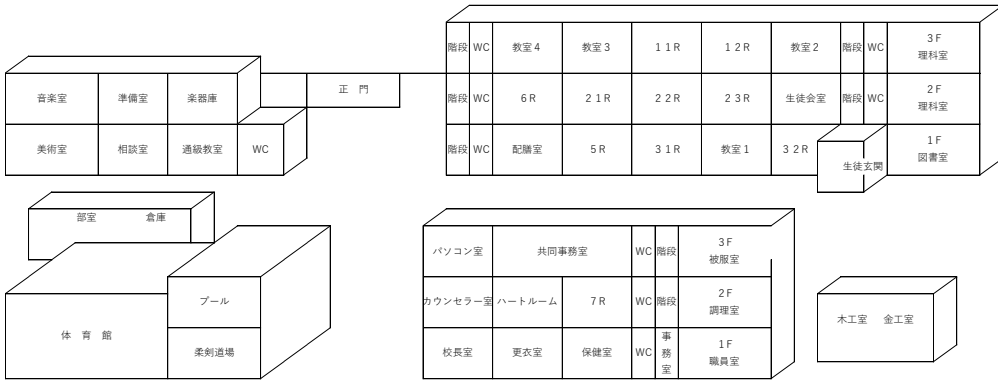 階段 WC 教室4 教室3 11R 12R 教室2 階段 WC 3F
理科室
音楽室 準備室 楽器庫 正 門
階段 WC 6R 21R 22R 23R 生徒会室 階段 WC 2F
理科室
美術室 相談室 通級教室 WC
階段 WC 配膳室 5R 31R 教室1 32R 1F
図書室
生徒玄関
部室 倉庫
パソコン室 共同事務室 WC 階段 3F
被服室
カウンセラー室 ハートルーム 7R WC 階段 2F
調理室
プール
木工室 金工室
体 育 館
校長室 更衣室 保健室 WC 事務室 1F
職員室
柔剣道場